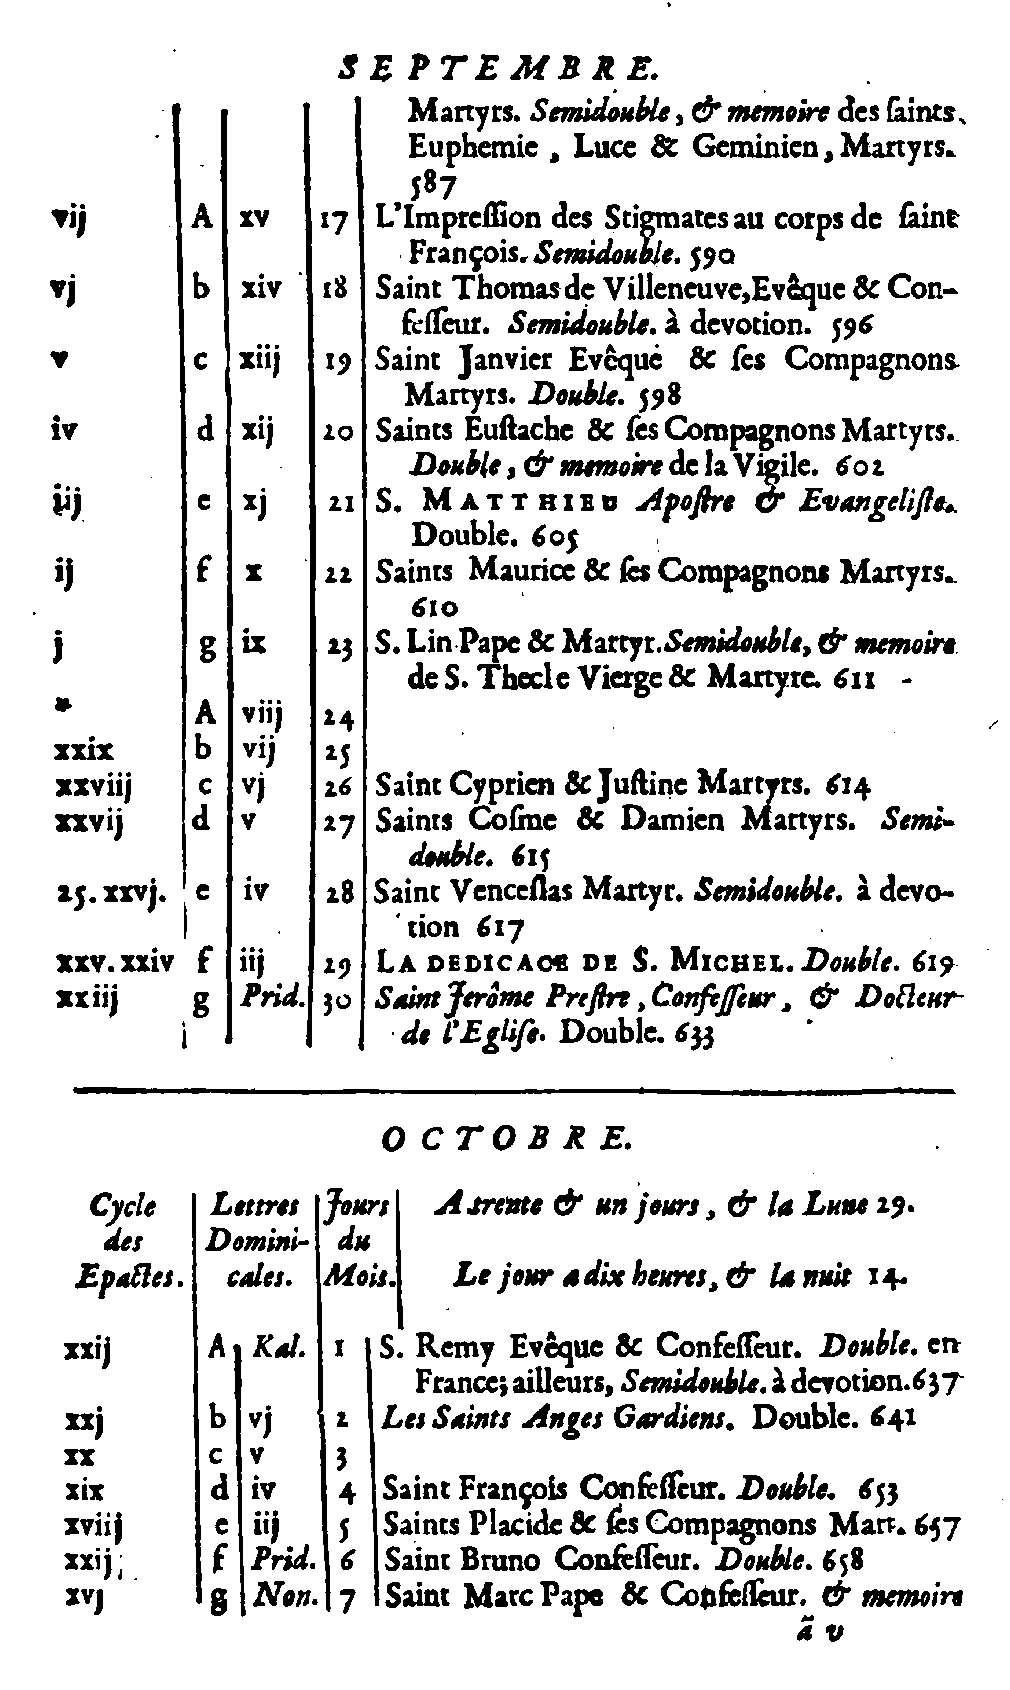 SEPTEMBRE.
Martyrs. Semidouble, & memoire des ſaints
Euphemie, Luce & Geminien, Martyrs.
587
vij A xv 17 L'Impreſſion des Stigmates au corps de ſaint
François. Semidouble. 590
vj b xiv 18 Saint Thomas de Villeneuve, Evêque & Con-
feſſeur. Semidouble. à devotion. 596
v c xiij 19 Saint Janvier Evêque & ſes Compagnons
Martyrs. Double. 598
iv d xij 20 Saints Euſtache & ſes Compagnons Martyrs.
Double, & memoire de la Vigile. 602
iij e xj 21 S. MATTHIEU Apoſtre & Evangeliſte.
Double. 605
ij f x 22 Saints Maurice & ſes Compagnons Martyrs.
610
j g ix 23 S. Lin Pape & Martyr. Semidouble, & memoire
de S. Thecle Vierge & Martyre. 611
* A viij 24
xxix b vij 25
xxviij c vj 26 Saint Cyprien & Juſtine Martyrs. 614
xxvij d v 27 Saints Coſme & Damien Martyrs. Semi-
double. 615
25. xxvj. e iv 28 Saint Venceſlas Martyr. Semidouble. à devo-
tion 617
xxv. xxiv f iij 29 LA DEDICACE DE S. MICHEL. Double. 619
xxiij g Prid. 30 Saint Jerôme Preſtre, Confeſſeur, & Docteur
de l'Egliſe. Double. 633
OCTOBRE.
Cycle Lettres Jours A trente & un jours, & la Lune 29.
des Domini- du
Epactes. cales. Mois. Le jour a dix heures, & la nuit 14.
xxij A Kal. 1 S. Remy Evêque & Confeſſeur. Double. en
France; ailleurs, Semidouble. à devotion. 637
xxj b vj 2 Les Saints Anges Gardiens. Double. 641
xx c v 3
xix d iv 4 Saint François Confeſſeur. Double. 653
xviij e iij 5 Saints Placide & ſes Compagnons Mart. 657
xxij f Prid. 6 Saint Bruno Confeſſeur. Double. 658
xvj g Non. 7 Saint Marc Pape & Confeſſeur. & memoire
ã v